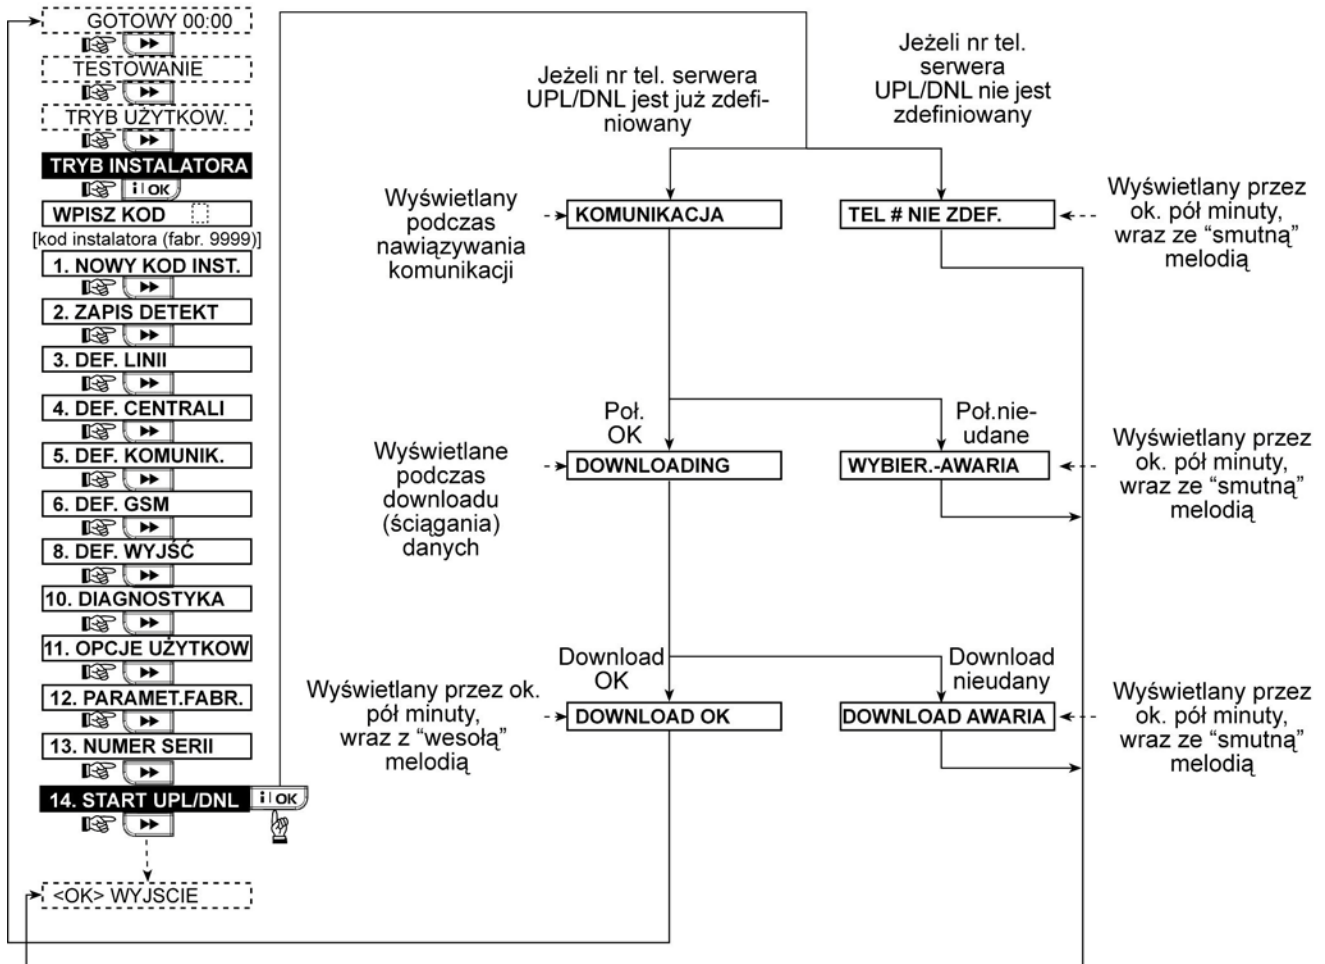 GOTOWY 00:00
TESTOWANIE
TRYB UŻYTKOW.
TRYB INSTALATORA
i | OK
WPISZ KOD
[kod instalatora (fabr. 9999)]
1. NOWY KOD INST.
2. ZAPIS DETEKT
3. DEF. LINII
4. DEF. CENTRALI
5. DEF. KOMUNIK.
6. DEF. GSM
8. DEF. WYJŚĆ
10. DIAGNOSTYKA
11. OPCJE UŻYTKOW
12. PARAMET.FABR.
13. NUMER SERII
14. START UPL/DNL
i | OK
<OK> WYJSCIE
Jeżeli nr tel. serwera
UPL/DNL jest już zdefi-
niowany
Jeżeli nr tel.
serwera
UPL/DNL nie jest
zdefiniowany
Wyświetlany
podczas
nawiązywania
komunikacji
KOMUNIKACJA
TEL # NIE ZDEF.
Wyświetlany przez
ok. pół minuty,
wraz ze “smutną”
melodią
Poł.
OK
Poł.nie-
udane
Wyświetlane
podczas
downloadu
(ściągania)
danych
DOWNLOADING
WYBIER.-AWARIA
Wyświetlany przez
ok. pół minuty,
wraz ze “smutną”
melodią
Download
OK
Download
nieudany
Wyświetlany przez ok.
pół minuty,
wraz z “wesołą”
melodią
DOWNLOAD OK
DOWNLOAD AWARIA
Wyświetlany przez
ok. pół minuty,
wraz ze “smutną”
melodią